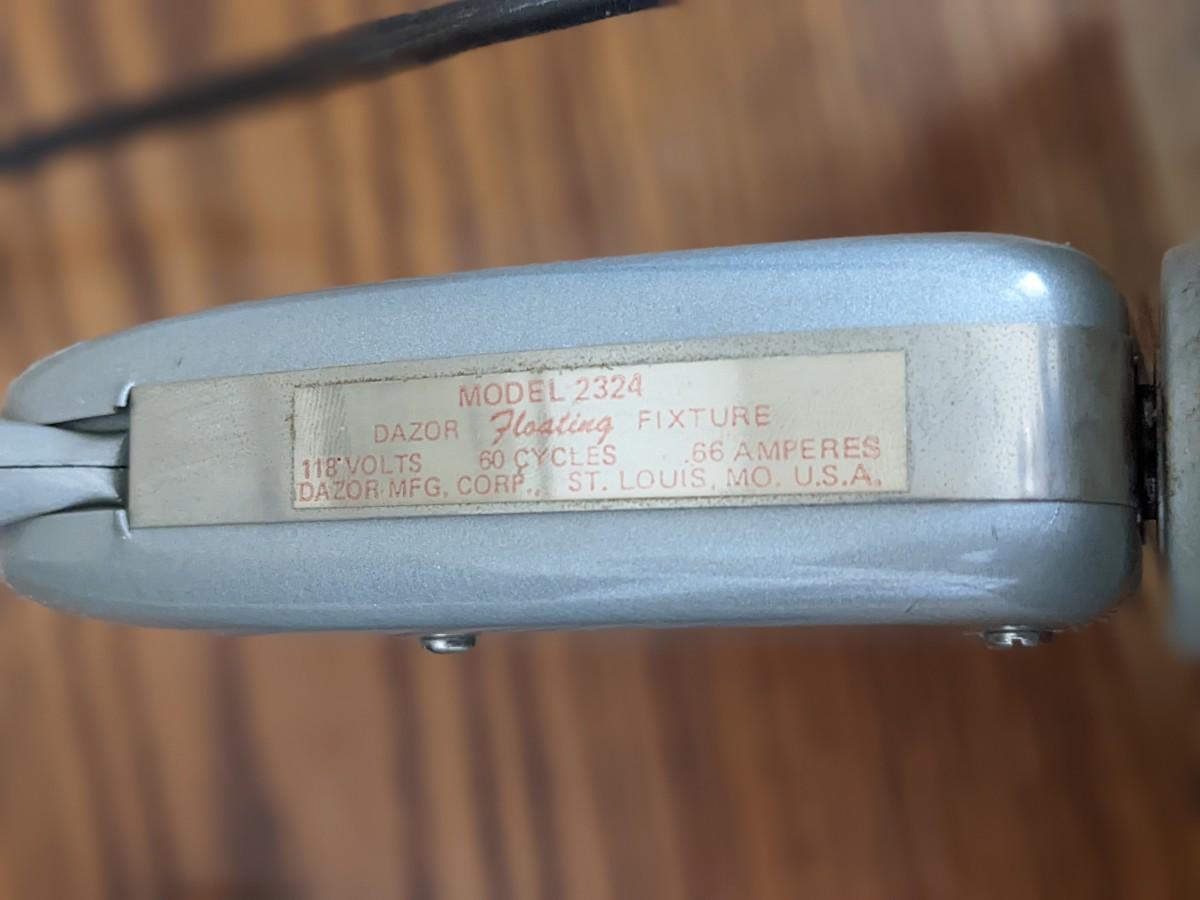 MODEL 2324
DAZOR Floating FIXTURE
118 VOLTS 60 CYCLES .66 AMPERES
DAZOR MFG. CORP., ST. LOUIS, MO. U.S.A.